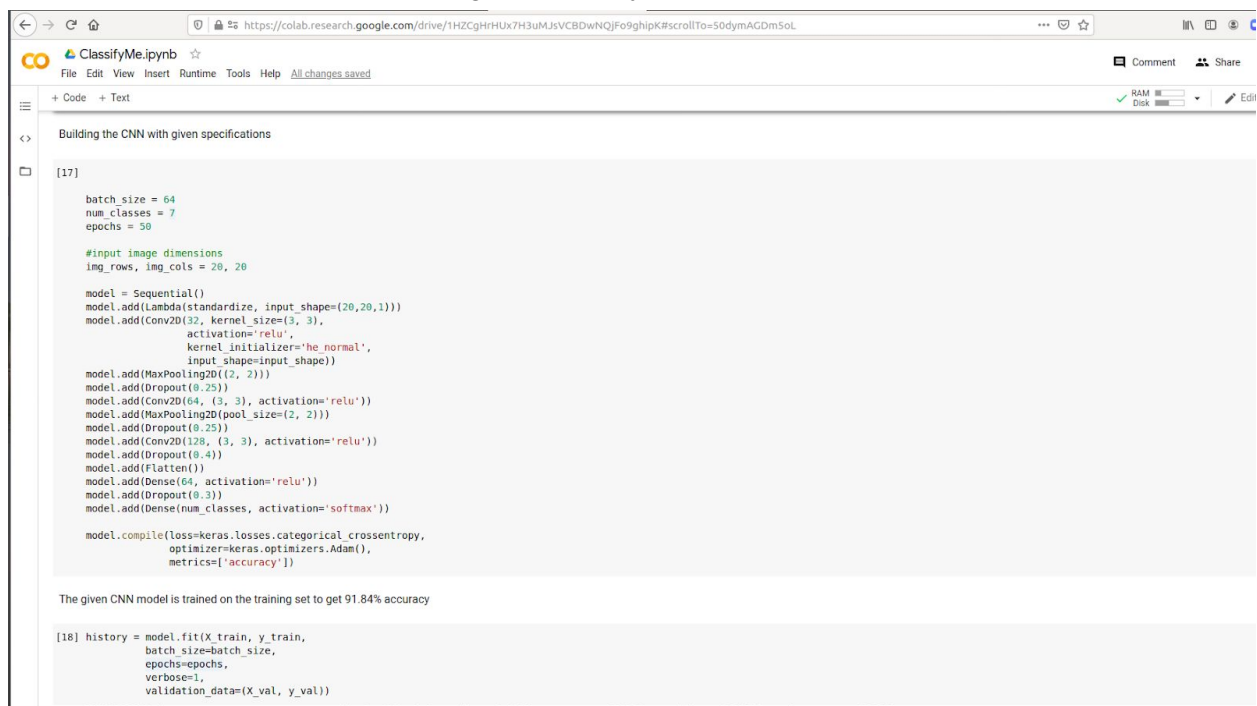 https://colab.research.google.com/drive/1HZCgHrHUx7H3uMJsVCBDwNQjFo9ghipK#scrollTo=50dymAGDm5oL
CO ClassifyMe.ipynb
File Edit View Insert Runtime Tools Help All changes saved
Comment Share
+ Code + Text
RAM
Disk
Edit
Building the CNN with given specifications
[17]
batch_size = 64
num_classes = 7
epochs = 50
#input image dimensions
img_rows, img_cols = 20, 20
model = Sequential()
model.add(Lambda(standardize, input_shape=(20,20,1)))
model.add(Conv2D(32, kernel_size=(3, 3),
activation='relu',
kernel_initializer='he_normal',
input_shape=input_shape))
model.add(MaxPooling2D((2, 2)))
model.add(Dropout(0.25))
model.add(Conv2D(64, (3, 3), activation='relu'))
model.add(MaxPooling2D(pool_size=(2, 2)))
model.add(Dropout(0.25))
model.add(Conv2D(128, (3, 3), activation='relu'))
model.add(Dropout(0.4))
model.add(Flatten())
model.add(Dense(64, activation='relu'))
model.add(Dropout(0.3))
model.add(Dense(num_classes, activation='softmax'))
model.compile(loss=keras.losses.categorical_crossentropy,
optimizer=keras.optimizers.Adam(),
metrics=['accuracy'])
The given CNN model is trained on the training set to get 91.84% accuracy
[18] history = model.fit(X_train, y_train,
batch_size=batch_size,
epochs=epochs,
verbose=1,
validation_data=(X_val, y_val))